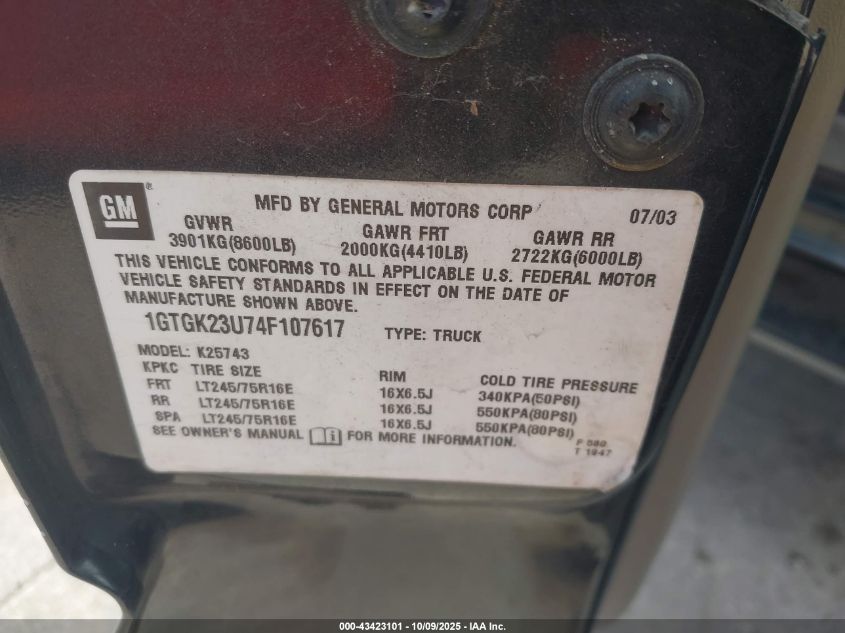 GM ®
MFD BY GENERAL MOTORS CORP 07/03
GVWR GAWR FRT GAWR RR
3901KG(8600LB) 2000KG(4410LB) 2722KG(6000LB)
THIS VEHICLE CONFORMS TO ALL APPLICABLE U.S. FEDERAL MOTOR
VEHICLE SAFETY STANDARDS IN EFFECT ON THE DATE OF
MANUFACTURE SHOWN ABOVE.
1GTGK23U74F107617 TYPE: TRUCK
MODEL: K25743
KPKC TIRE SIZE RIM COLD TIRE PRESSURE
FRT LT245/75R16E 16X6.5J 340KPA(50PSI)
RR LT245/75R16E 16X6.5J 550KPA(80PSI)
SPA LT245/75R16E 16X6.5J 550KPA(80PSI)
SEE OWNER'S MANUAL i FOR MORE INFORMATION.
T 1947
000-43423101 - 10/09/2025 - IAA Inc.